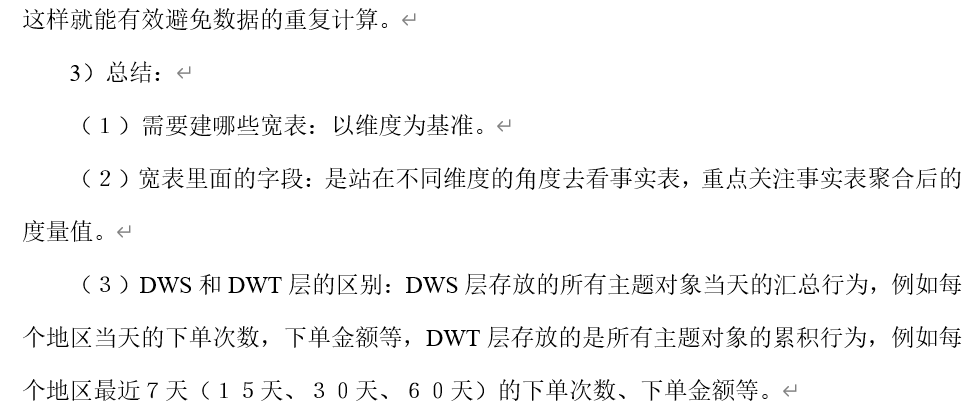 这样就能有效避免数据的重复计算。↵
3）总结：↵
（１）需要建哪些宽表：以维度为基准。↵
（２）宽表里面的字段：是站在不同维度的角度去看事实表，重点关注事实表聚合后的
度量值。↵
（３）DWS 和 DWT 层的区别：DWS 层存放的所有主题对象当天的汇总行为，例如每
个地区当天的下单次数，下单金额等，DWT 层存放的是所有主题对象的累积行为，例如每
个地区最近７天（１５天、３０天、６０天）的下单次数、下单金额等。↵